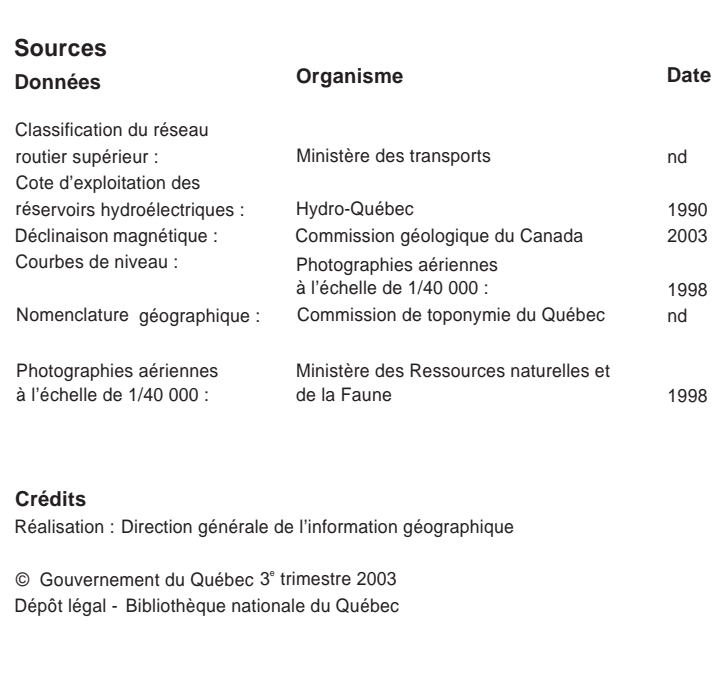 Sources
Données Organisme Date
Classification du réseau
routier supérieur : Ministère des transports nd
Cote d'exploitation des
réservoirs hydroélectriques : Hydro-Québec 1990
Déclinaison magnétique : Commission géologique du Canada 2003
Courbes de niveau : Photographies aériennes
à l'échelle de 1/40 000 : 1998
Nomenclature géographique : Commission de toponymie du Québec nd
Photographies aériennes Ministère des Ressources naturelles et
à l'échelle de 1/40 000 : de la Faune 1998
Crédits
Réalisation : Direction générale de l'information géographique
© Gouvernement du Québec 3e trimestre 2003
Dépôt légal - Bibliothèque nationale du Québec